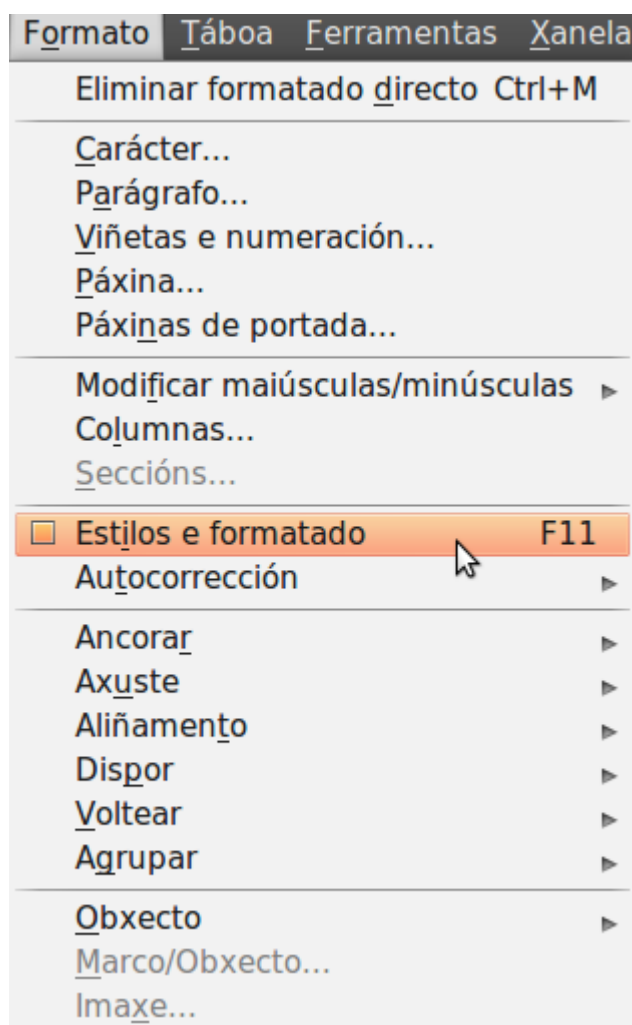 Formato Táboa Ferramentas Xanela
Eliminar formatado directo Ctrl+M
Carácter...
Parágrafo...
Viñetas e numeración...
Páxina...
Páxinas de portada...
Modificar maiúsculas/minúsculas
Columnas...
Seccións...
Estilos e formatado F11
Autocorrección
Ancorar
Axuste
Aliñamento
Dispor
Voltear
Agrupar
Obxecto
Marco/Obxecto...
Imaxe...